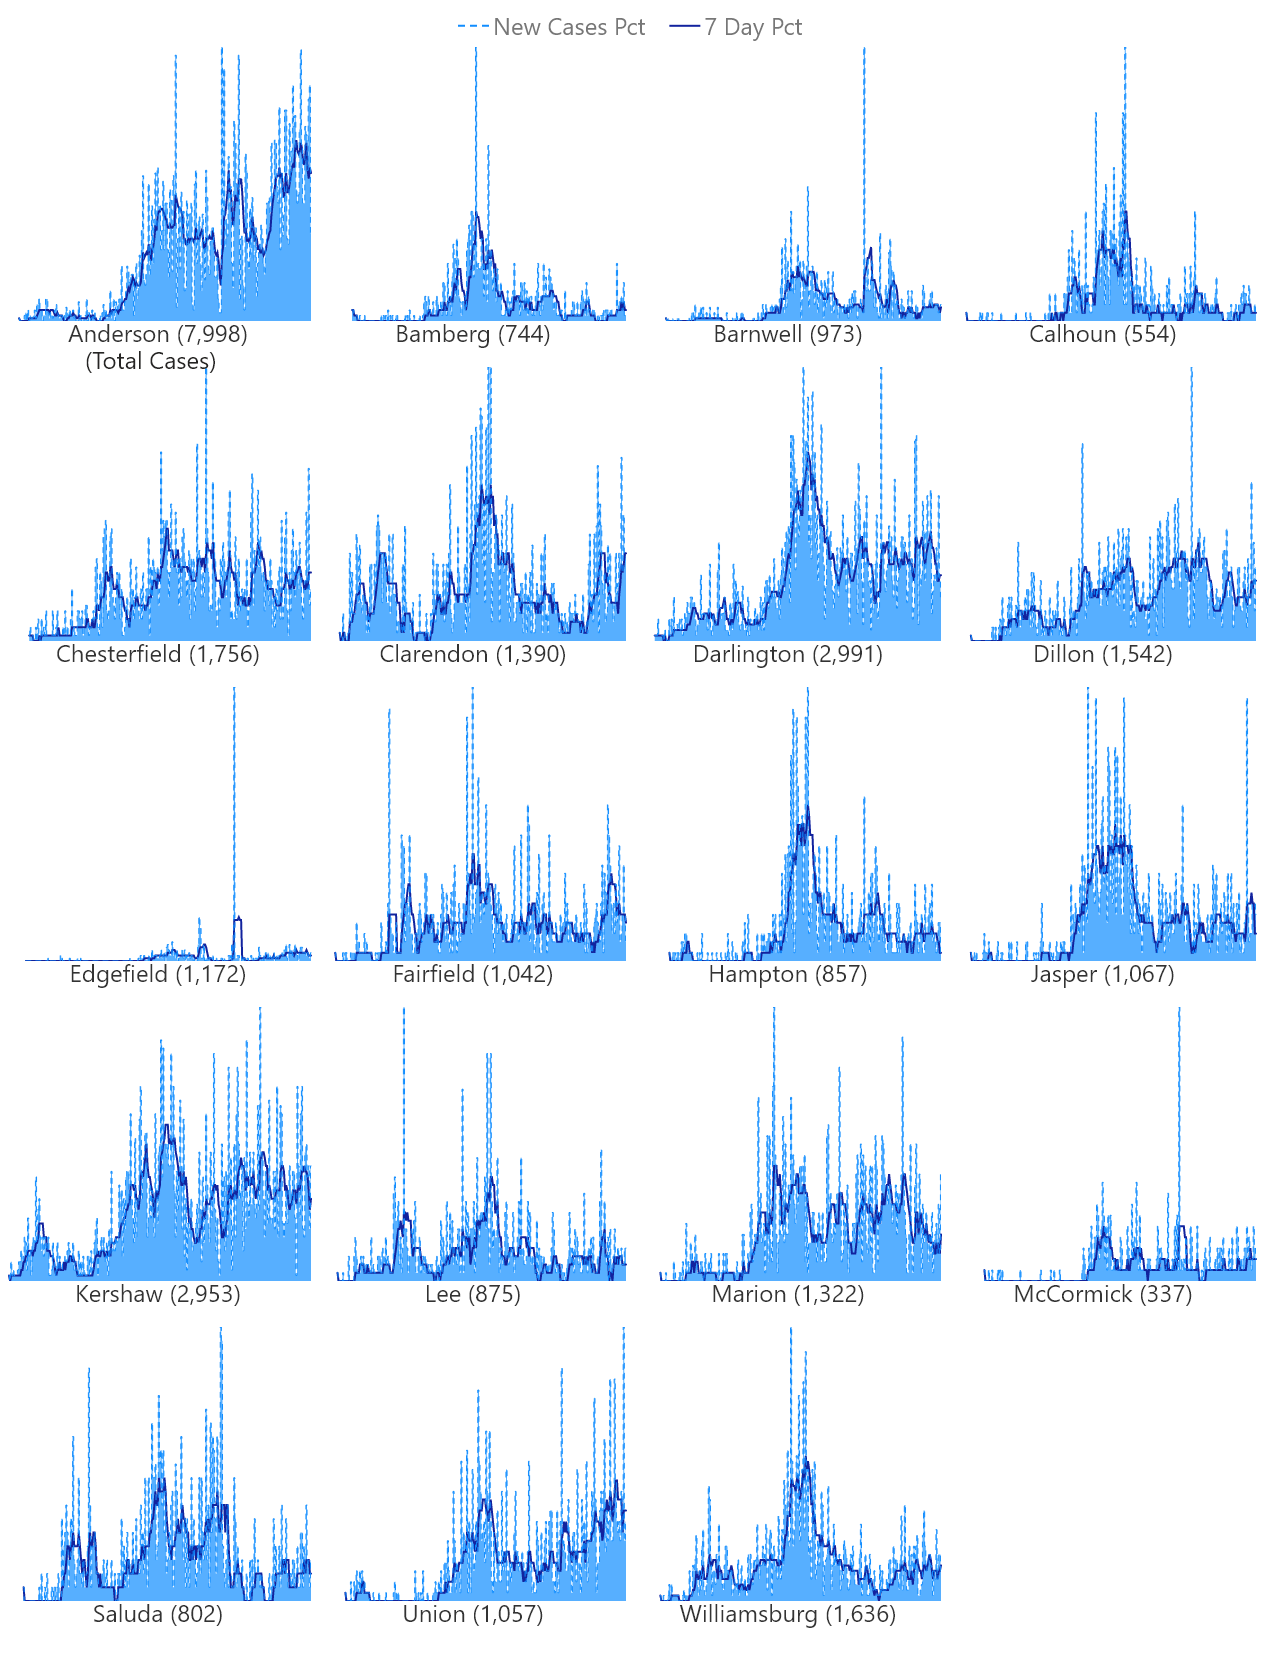 New Cases Pct 7 Day Pct
Anderson (7,998) Bamberg (744) Barnwell (973) Calhoun (554)
(Total Cases)
Chesterfield (1,756) Clarendon (1,390) Darlington (2,991) Dillon (1,542)
Edgefield (1,172) Fairfield (1,042) Hampton (857) Jasper (1,067)
Kershaw (2,953) Lee (875) Marion (1,322) McCormick (337)
Saluda (802) Union (1,057) Williamsburg (1,636)